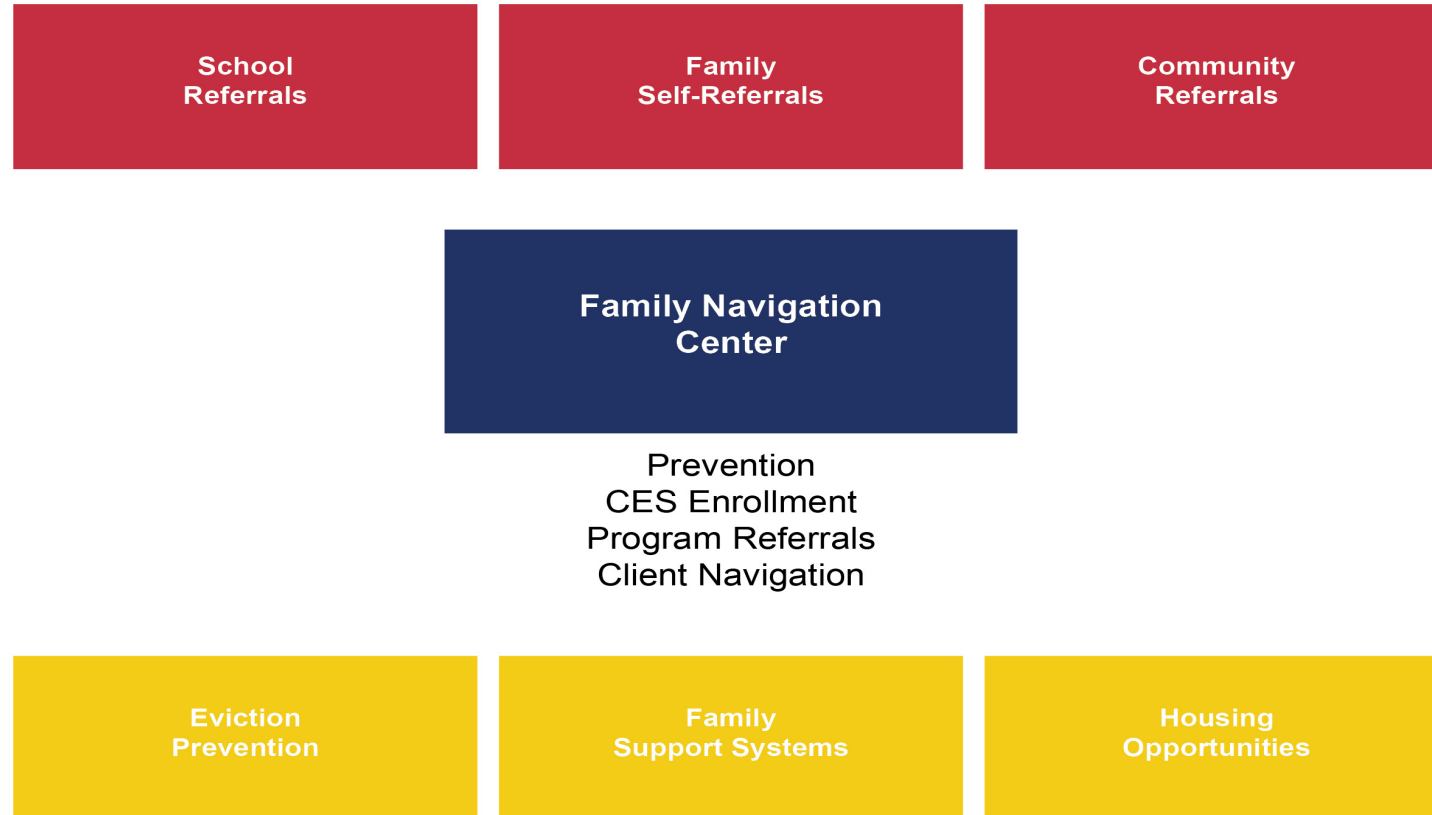 School
Referrals
Family
Self-Referrals
Community
Referrals
Family Navigation
Center
Prevention
CES Enrollment
Program Referrals
Client Navigation
Eviction
Prevention
Family
Support Systems
Housing
Opportunities